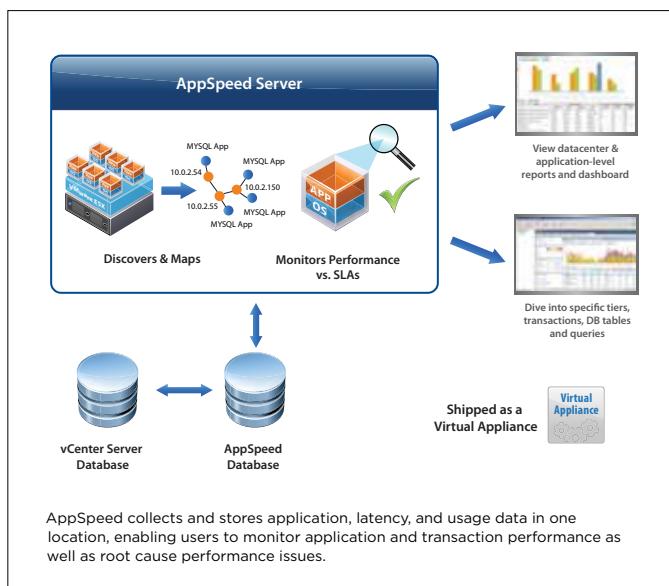 AppSpeed Server
MYSQL App
MYSQL App
10.0.2.54
10.0.2.150
10.0.2.55
MYSQL App
MYSQL App
vmware ESX
APP
OS
Discovers & Maps
Monitors Performance
vs. SLAs
View datacenter &
application-level
reports and dashboard
Dive into specific tiers,
transactions, DB tables
and queries
vCenter Server
Database
AppSpeed
Database
Shipped as a
Virtual Appliance
Virtual
Appliance
AppSpeed collects and stores application, latency, and usage data in one
location, enabling users to monitor application and transaction performance as
well as root cause performance issues.